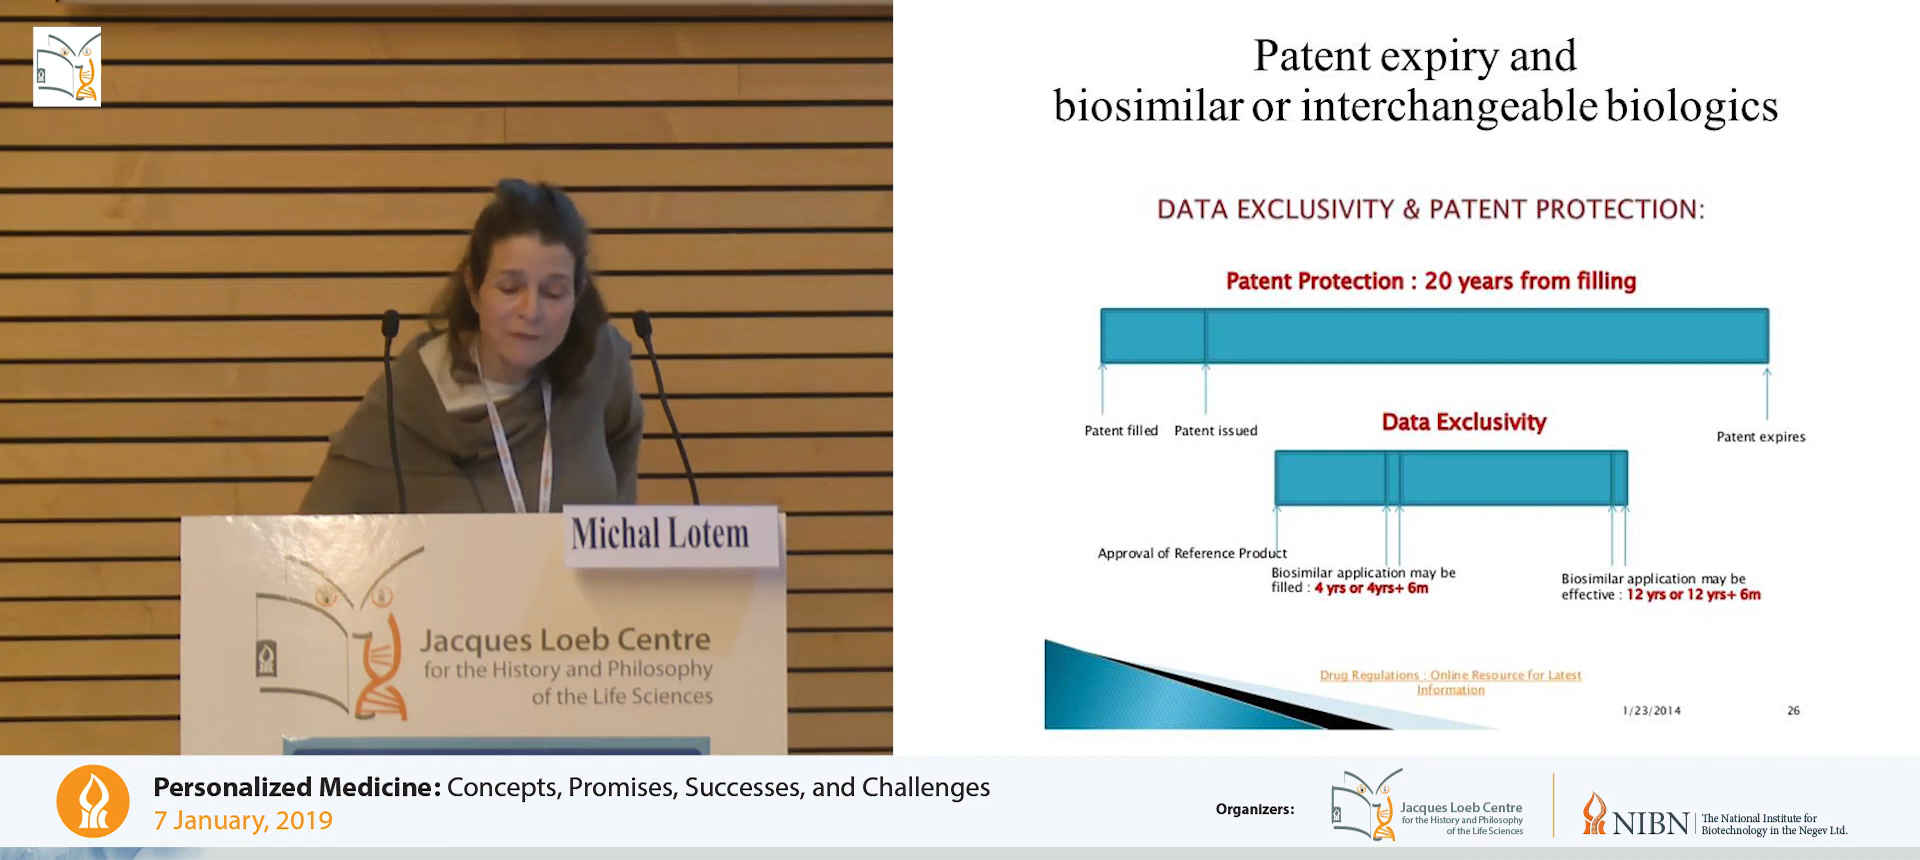 Patent expiry and
biosimilar or interchangeable biologics
DATA EXCLUSIVITY & PATENT PROTECTION:
Patent Protection : 20 years from filling
Patent filled
Patent issued
Patent expires
Data Exclusivity
Approval of Reference Product
Biosimilar application may be
filled : 4 yrs or 4yrs+ 6m
Biosimilar application may be
effective : 12 yrs or 12 yrs+ 6m
Drug Regulations : Online Resource for Latest
Information
1/23/2014
26
Michal Lotem
Jacques Loeb Centre
for the History and Philosophy
of the Life Sciences
Personalized Medicine: Concepts, Promises, Successes, and Challenges
7 January, 2019
Organizers:
Jacques Loeb Centre
for the History and Philosophy
of the Life Sciences
NIBN
The National Institute for
Biotechnology in the Negev Ltd.